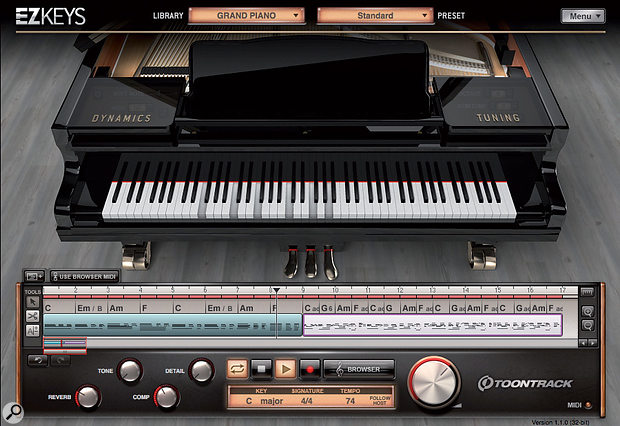 EZKEYS
LIBRARY GRAND PIANO Standard PRESET Menu
DYNAMICS
TUNING
USE BROWSER MIDI
TOOLS
2 3 4 5 6 7 8 9 10 11 12 13 14 15 16 17
C Em / B Am F C Em / B Am F C G 6 Am F C G Am F G C G Am F C G Am F
TONE DETAIL
BROWSER
REVERB COMP
KEY SIGNATURE TEMPO
C major 4/4 74 FOLLOW HOST
TOONTRACK
MIDI
Version 1.1.0 (32-bit)